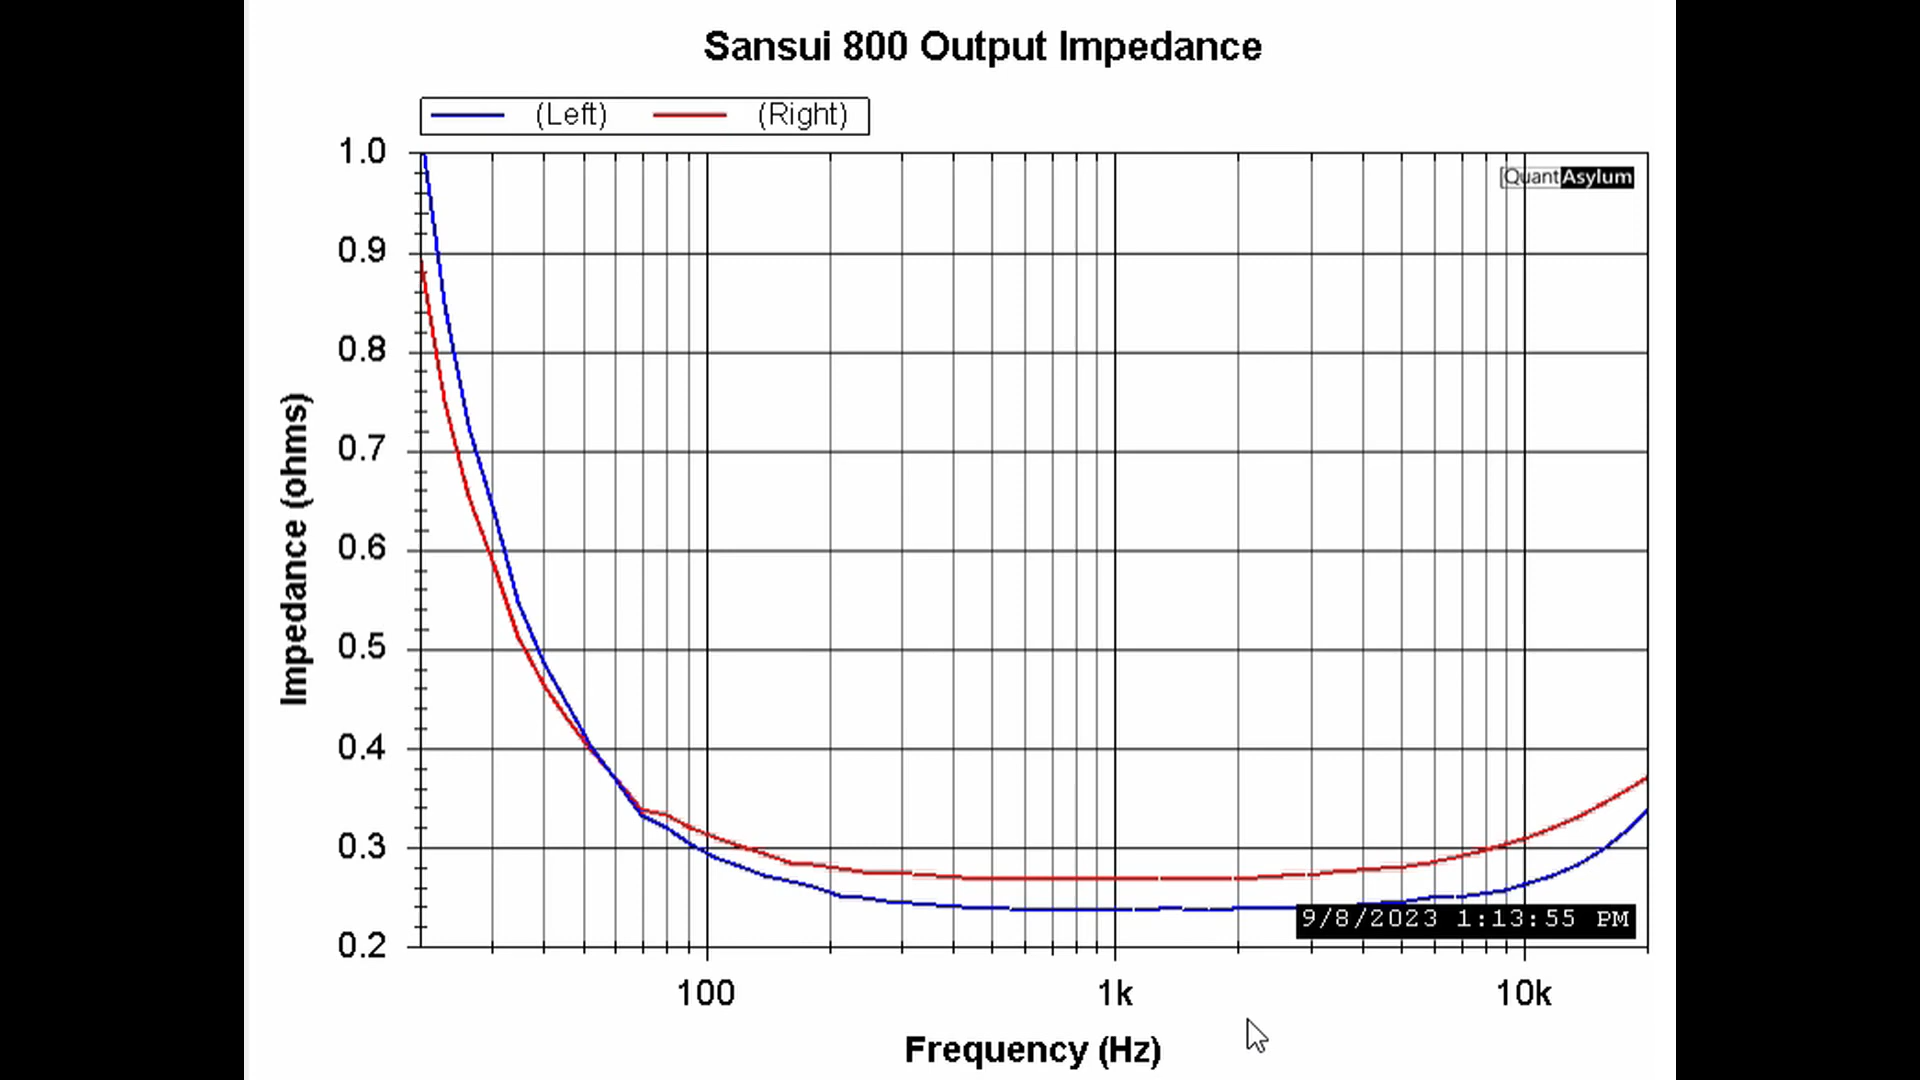 Sansui 800 Output Impedance
(Left) (Right)
1.0
QuantAsylum
0.9
0.8
0.7
0.6
0.5
0.4
0.3
0.2
Impedance (ohms)
9/8/2023 1:13:55 PM
100 1k 10k
Frequency (Hz)